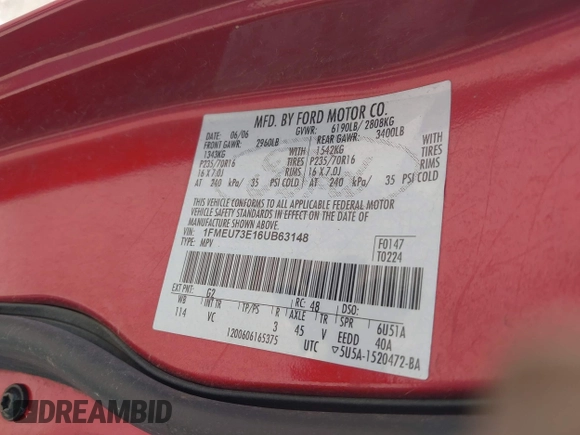 MFD. BY FORD MOTOR CO.
DATE: 06/06 GVWR: 6190LB/ 2808KG
FRONT GAWR: 2960LB REAR GAWR: 3400LB
1343KG WITH 1542KG WITH
P235/70R16 TIRES P235/70R16 TIRES
16 X 7.0J RIMS 16 X 7.0J RIMS
AT 240 kPa/ 35 PSI COLD AT 240 kPa/ 35 PSI COLD
THIS VEHICLE CONFORMS TO ALL APPLICABLE FEDERAL MOTOR
VEHICLE SAFETY STANDARDS IN EFFECT ON THE DATE OF
MANUFACTURE SHOWN ABOVE.
VIN: 1FMEU73E16UB63148
TYPE: MPV
F0147
T0224
EXT PNT: G2 RC: 48 DSO:
WB INT TR TP/PS R AXLE TR SPR 6U51A
114 VC 3 45 V EEDD 40A
1200606165375 UTC 5U5A-1520472-BA
DREAMBID